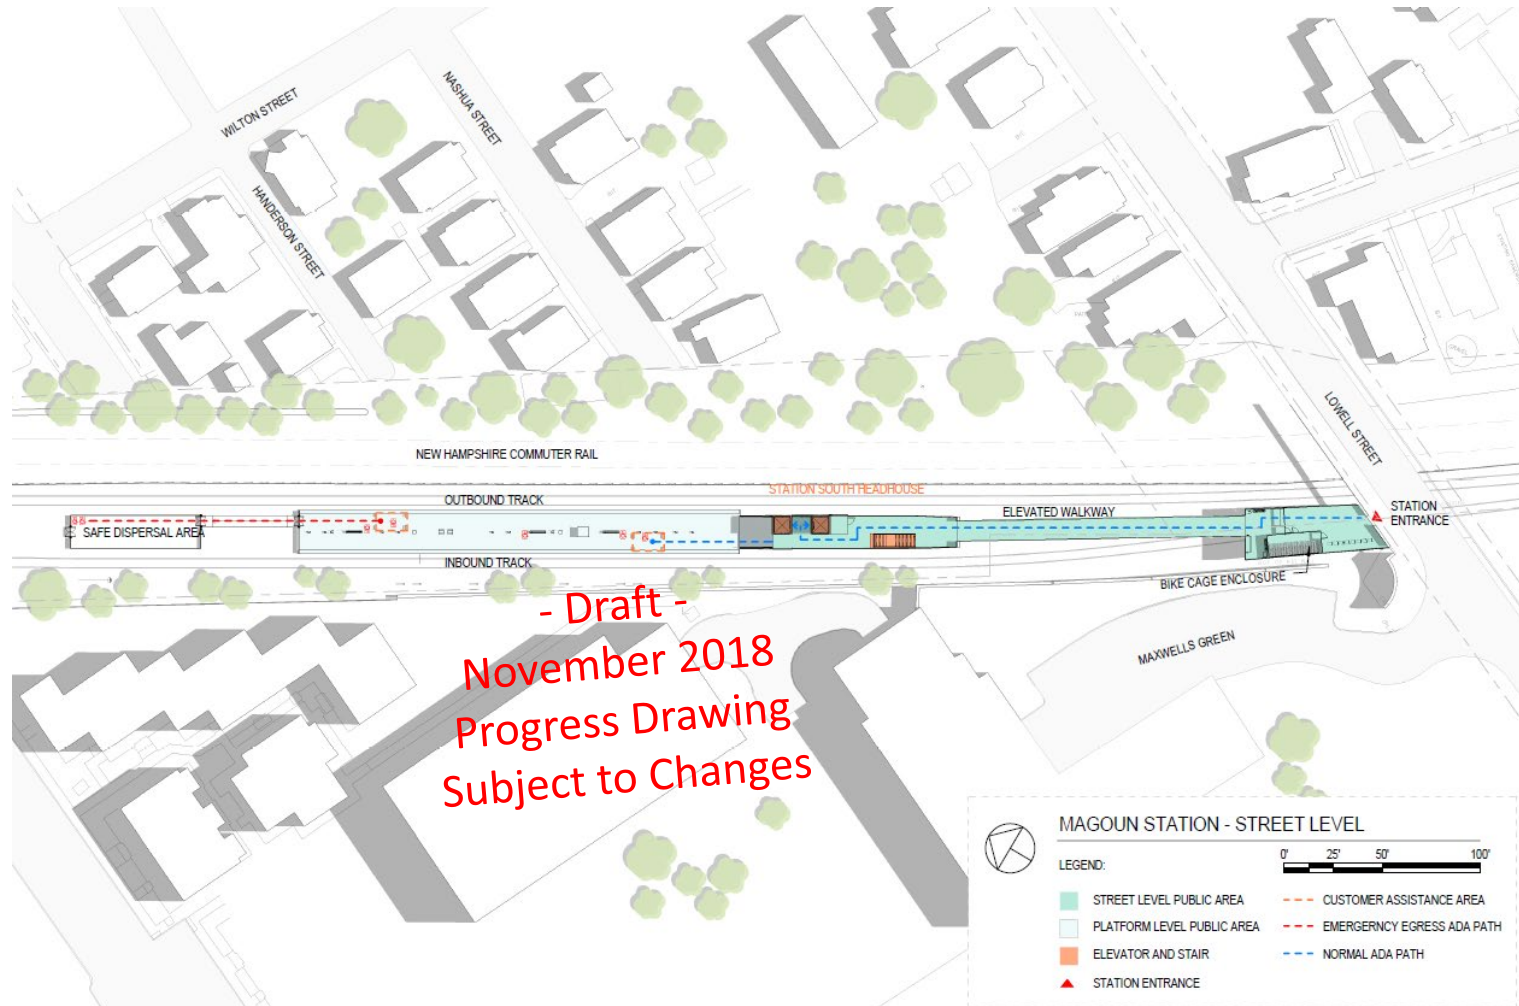 WILTON STREET
NASHUA STREET
HANDERSON STREET
LOWELL STREET
NEW HAMPSHIRE COMMUTER RAIL
STATION SOUTH HEADHOUSE
OUTBOUND TRACK
ELEVATED WALKWAY
STATION
ENTRANCE
SAFE DISPERSAL AREA
INBOUND TRACK
BIKE CAGE ENCLOSURE
MAXWELLS GREEN
- Draft -
November 2018
Progress Drawing
Subject to Changes
MAGOUN STATION - STREET LEVEL
LEGEND:
0' 25' 50' 100'
STREET LEVEL PUBLIC AREA
PLATFORM LEVEL PUBLIC AREA
ELEVATOR AND STAIR
STATION ENTRANCE
CUSTOMER ASSISTANCE AREA
EMERGERNCY EGRESS ADA PATH
NORMAL ADA PATH